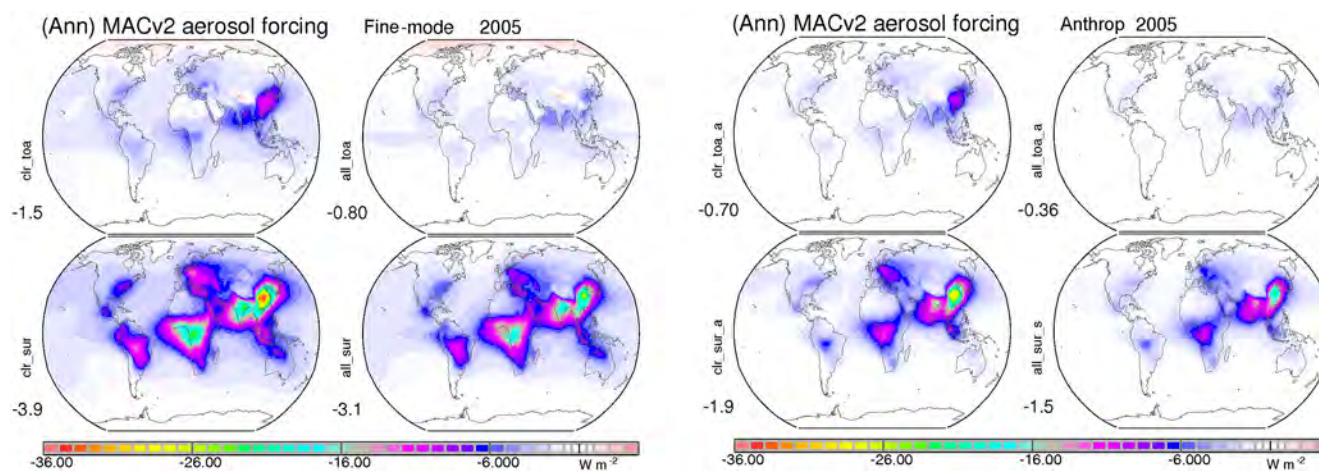 (Ann) MACv2 aerosol forcing Fine-mode 2005
clr_toa
-1.5
all_toa
-0.80
clr_sur
-3.9
all_sur
-3.1
-36.00 -26.00 -16.00 -6.000 W m-2
(Ann) MACv2 aerosol forcing Anthrop 2005
clr_toa_a
-0.70
all_toa_a
-0.36
clr_sur_a
-1.9
all_sur_s
-1.5
-36.00 -26.00 -16.00 -6.000 W m-2